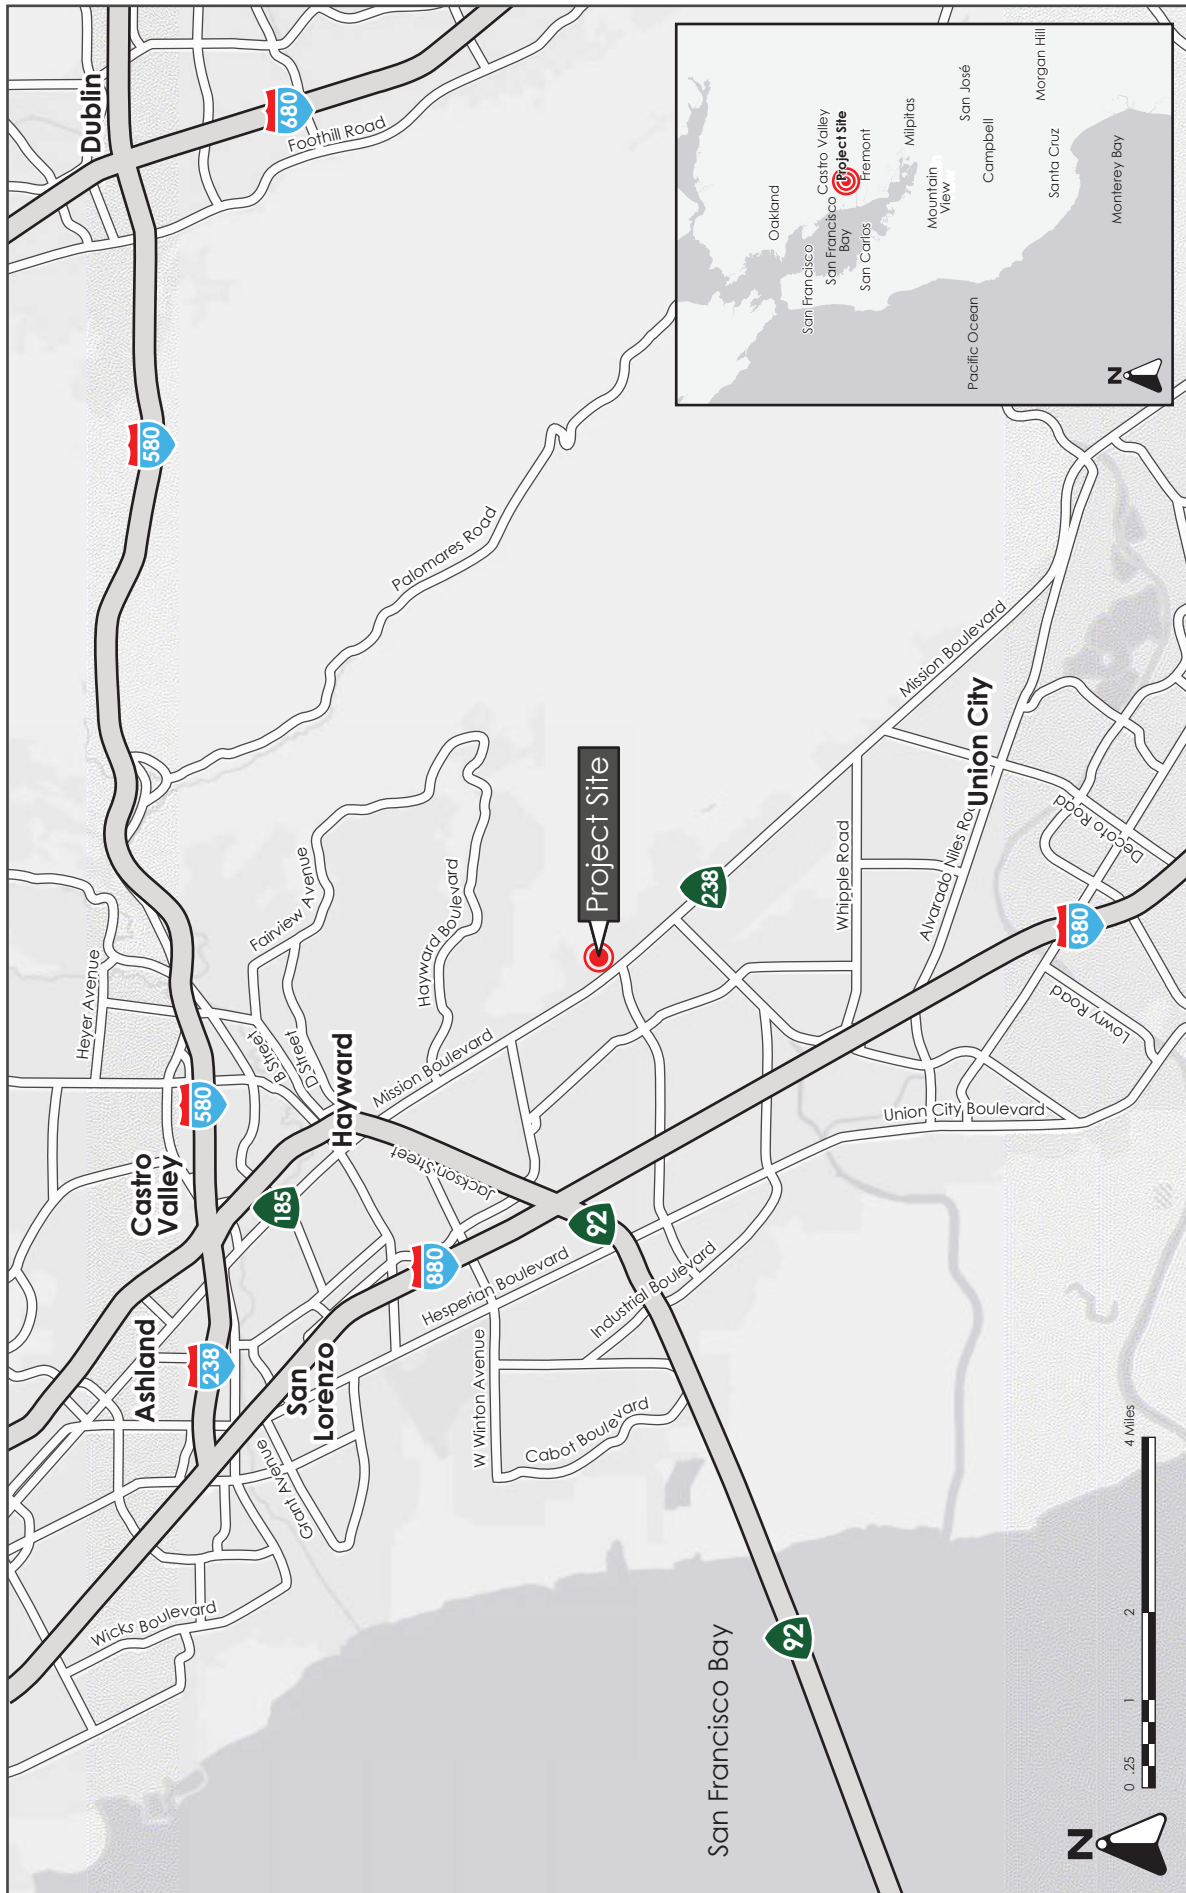 Dublin
680
Foothill Road
580
Palomares Road
Heyer Avenue
Fairview Avenue
Hayward Boulevard
B Street
D Street
580
Castro
Valley
Hayward
Mission Boulevard
Project Site
238
Mission Boulevard
Whipple Road
Union City
Alvarado Niles Ro
Decoto Road
880
Lowry Road
Union City Boulevard
185
Jackson Street
92
880
Hesperian Boulevard
Industrial Boulevard
Ashland
238
San
Lorenzo
W Winton Avenue
Cabot Boulevard
Grant Avenue
Wicks Boulevard
92
San Francisco Bay
N
0 .25 1 2 4 Miles
Oakland
San Francisco
Castro Valley
Project Site
San Francisco
Bay
Fremont
San Carlos
Milpitas
Mountain
View
San José
Campbell
Morgan Hill
Santa Cruz
Monterey Bay
Pacific Ocean
N